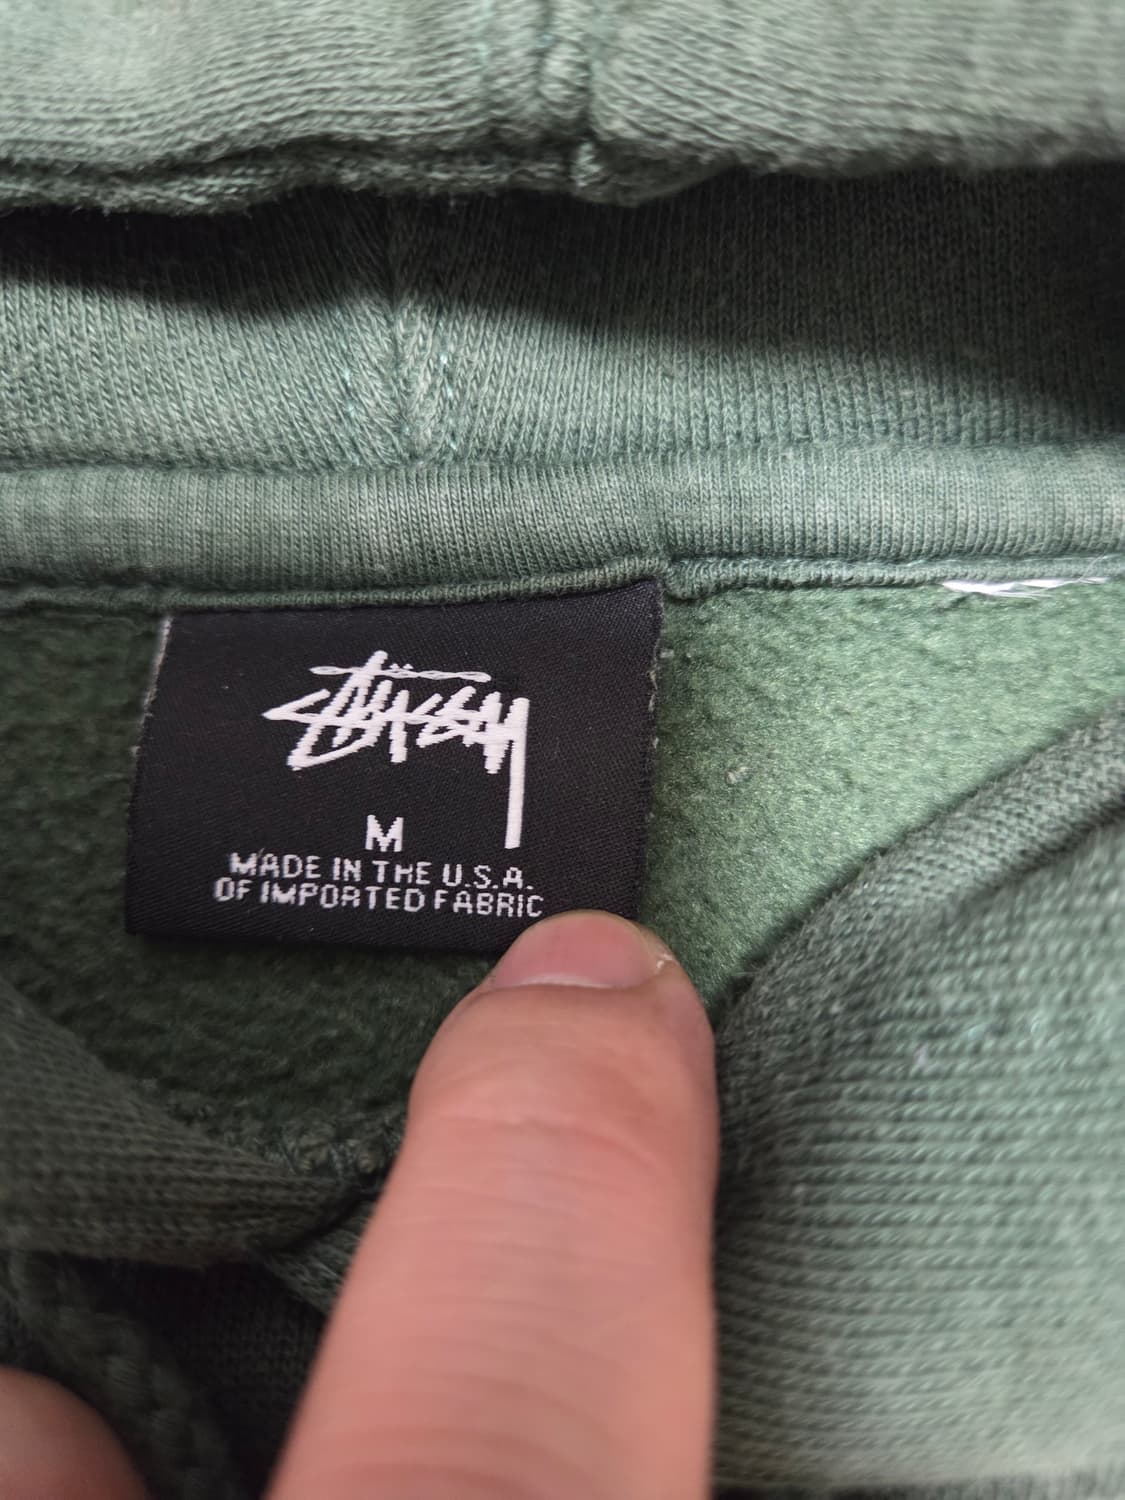 STÜSSY
M
MADE IN THE U.S.A.
OF IMPORTED FABRIC